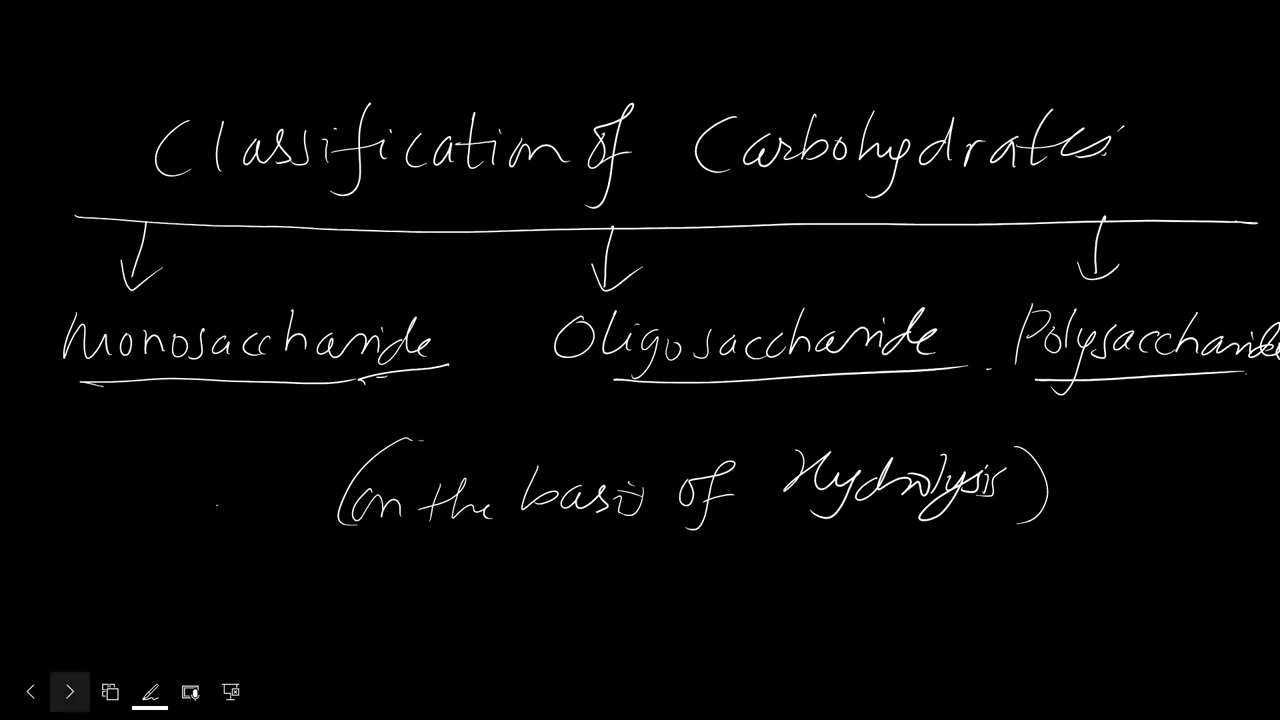 Classification of Carbohydrates
Monosaccharide Oligosaccharide Polysaccharide
(on the basis of Hydrolysis)